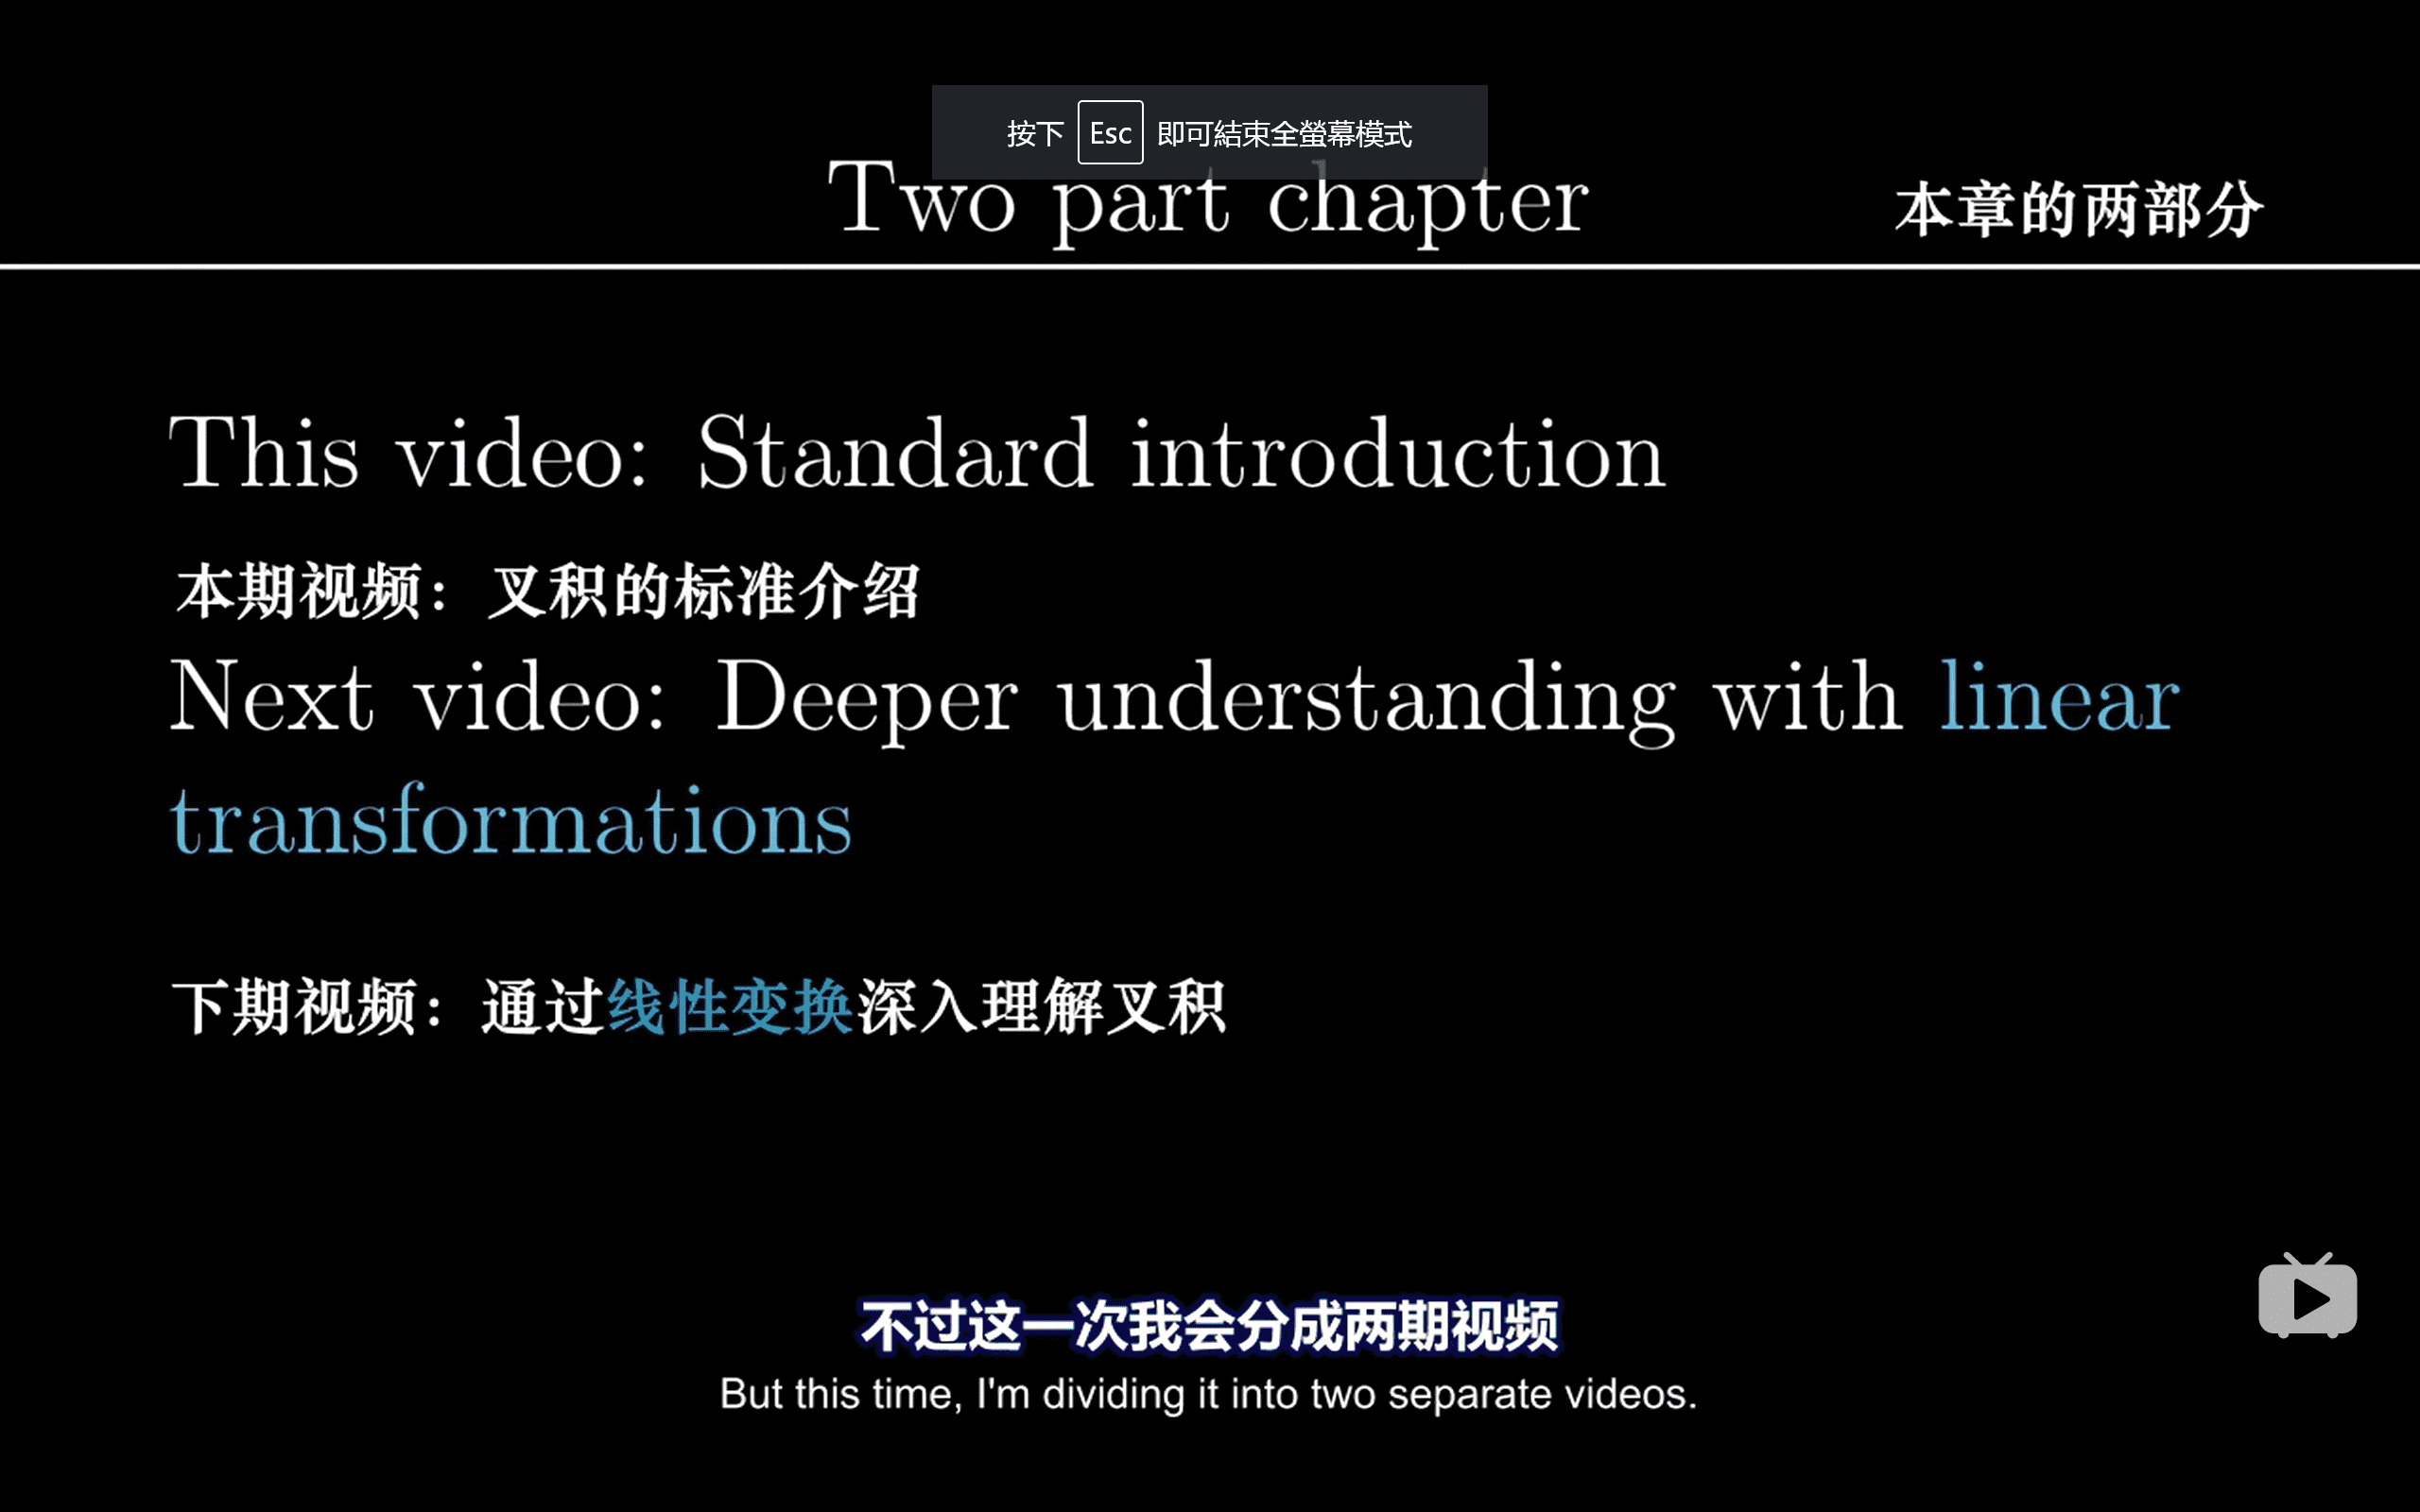 按下 Esc 即可結束全螢幕模式
Two part chapter
本章的两部分
This video: Standard introduction
本期视频：叉积的标准介绍
Next video: Deeper understanding with linear
transformations
下期视频：通过线性变换深入理解叉积
不过这一次我会分成两期视频
But this time, I'm dividing it into two separate videos.